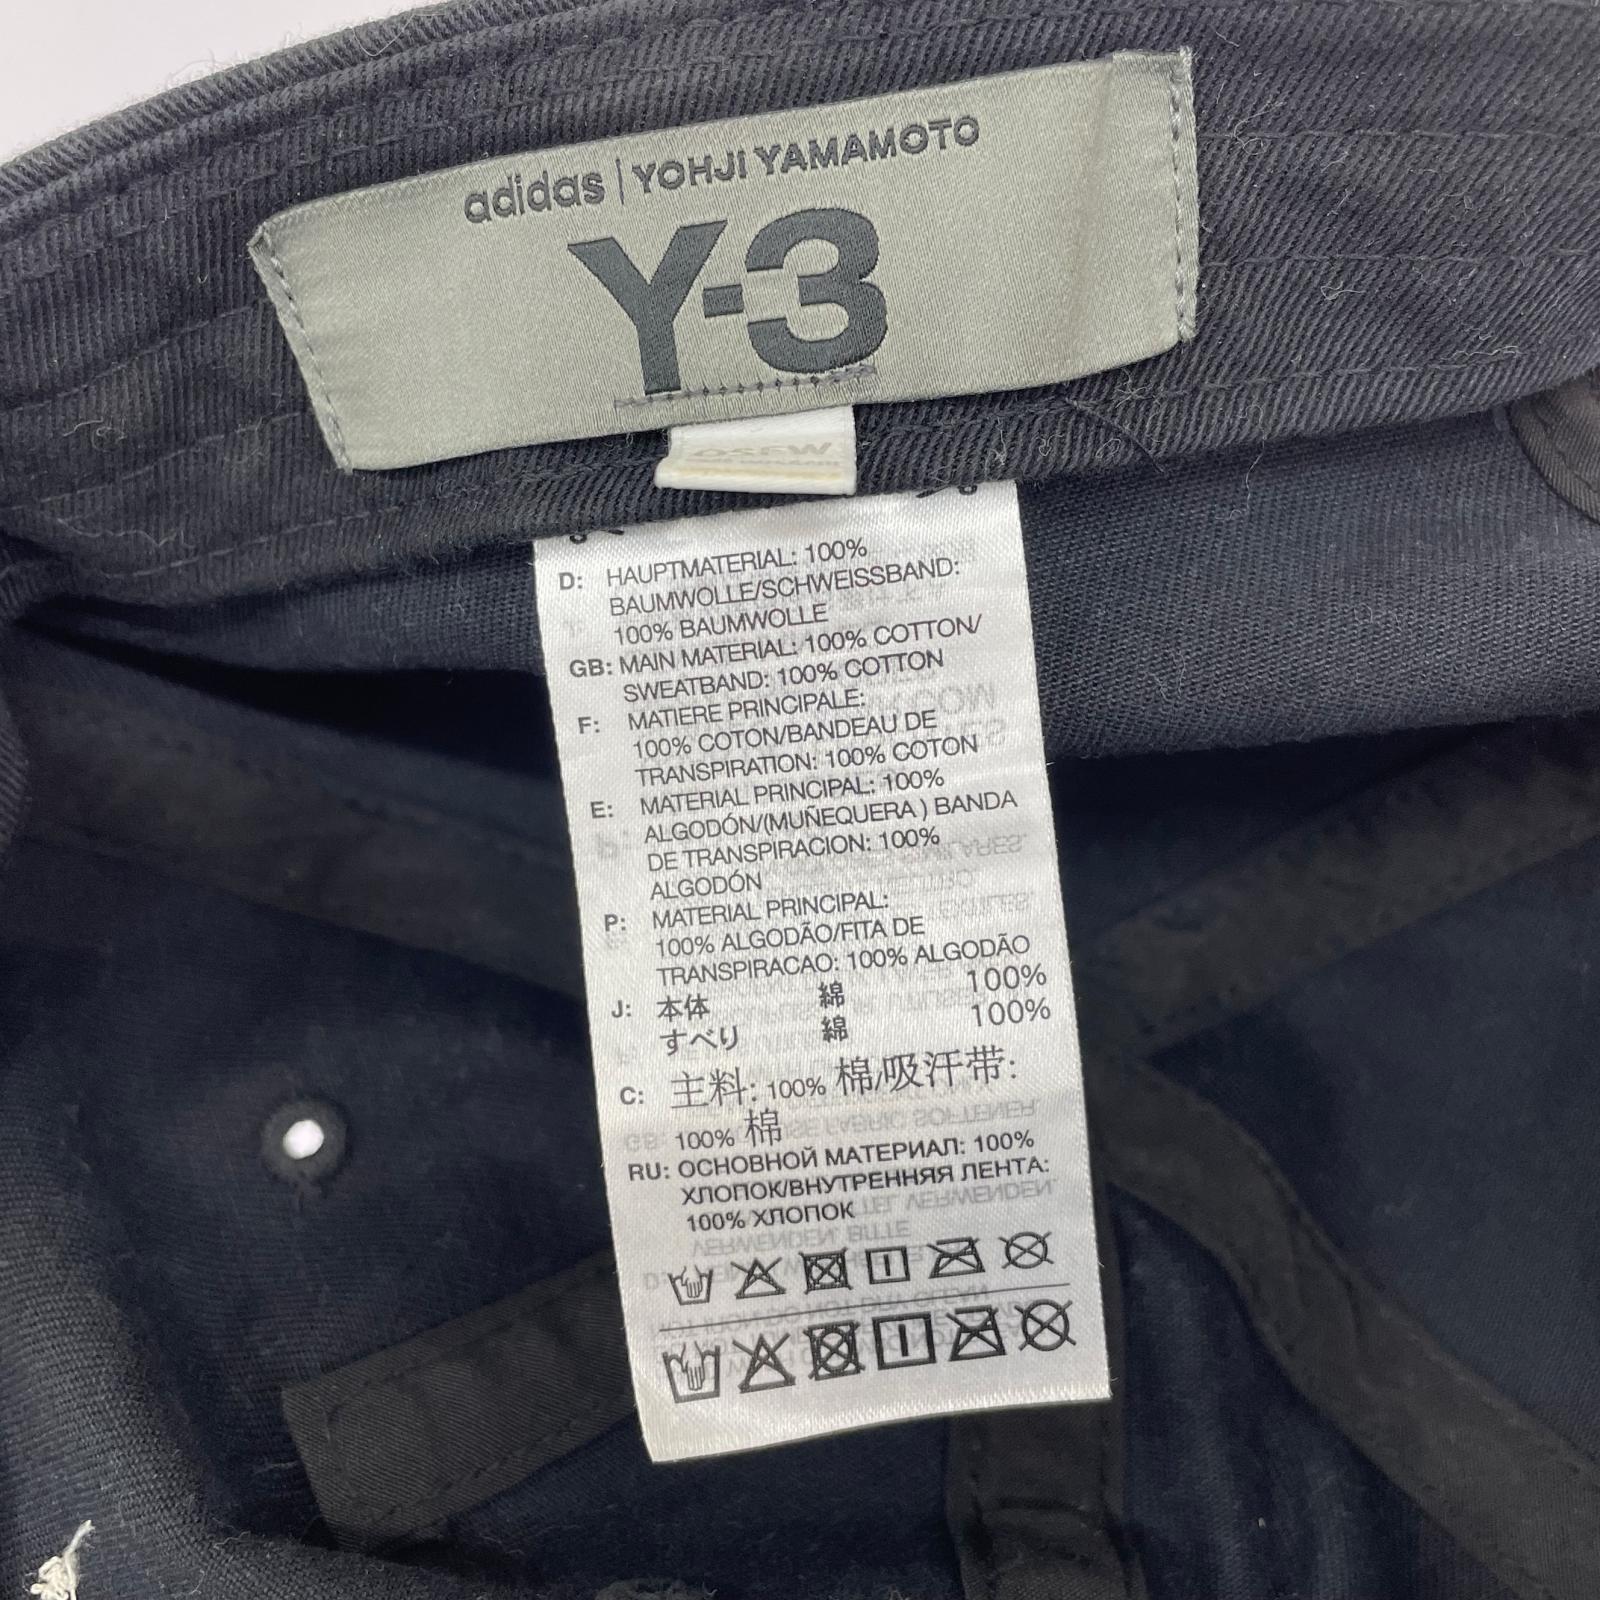 adidas | YOHJI YAMAMOTO
Y-3
OSFW
D: HAUPTMATERIAL: 100%
BAUMWOLLE/SCHWEISSBAND:
100% BAUMWOLLE
GB: MAIN MATERIAL: 100% COTTON/
SWEATBAND: 100% COTTON
F: MATIERE PRINCIPALE:
100% COTON/BANDEAU DE
TRANSPIRATION: 100% COTON
E: MATERIAL PRINCIPAL: 100%
ALGODÓN/(MUÑEQUERA ) BANDA
DE TRANSPIRACION: 100%
ALGODÓN
P: MATERIAL PRINCIPAL:
100% ALGODÃO/FITA DE
TRANSPIRACAO: 100% ALGODÃO
J: 本体 綿 100%
すべり 綿 100%
C: 主料: 100% 棉/吸汗带:
100% 棉
RU: ОСНОВНОЙ МАТЕРИАЛ: 100%
ХЛОПОК/ВНУТРЕННЯЯ ЛЕНТА:
100% ХЛОПОК